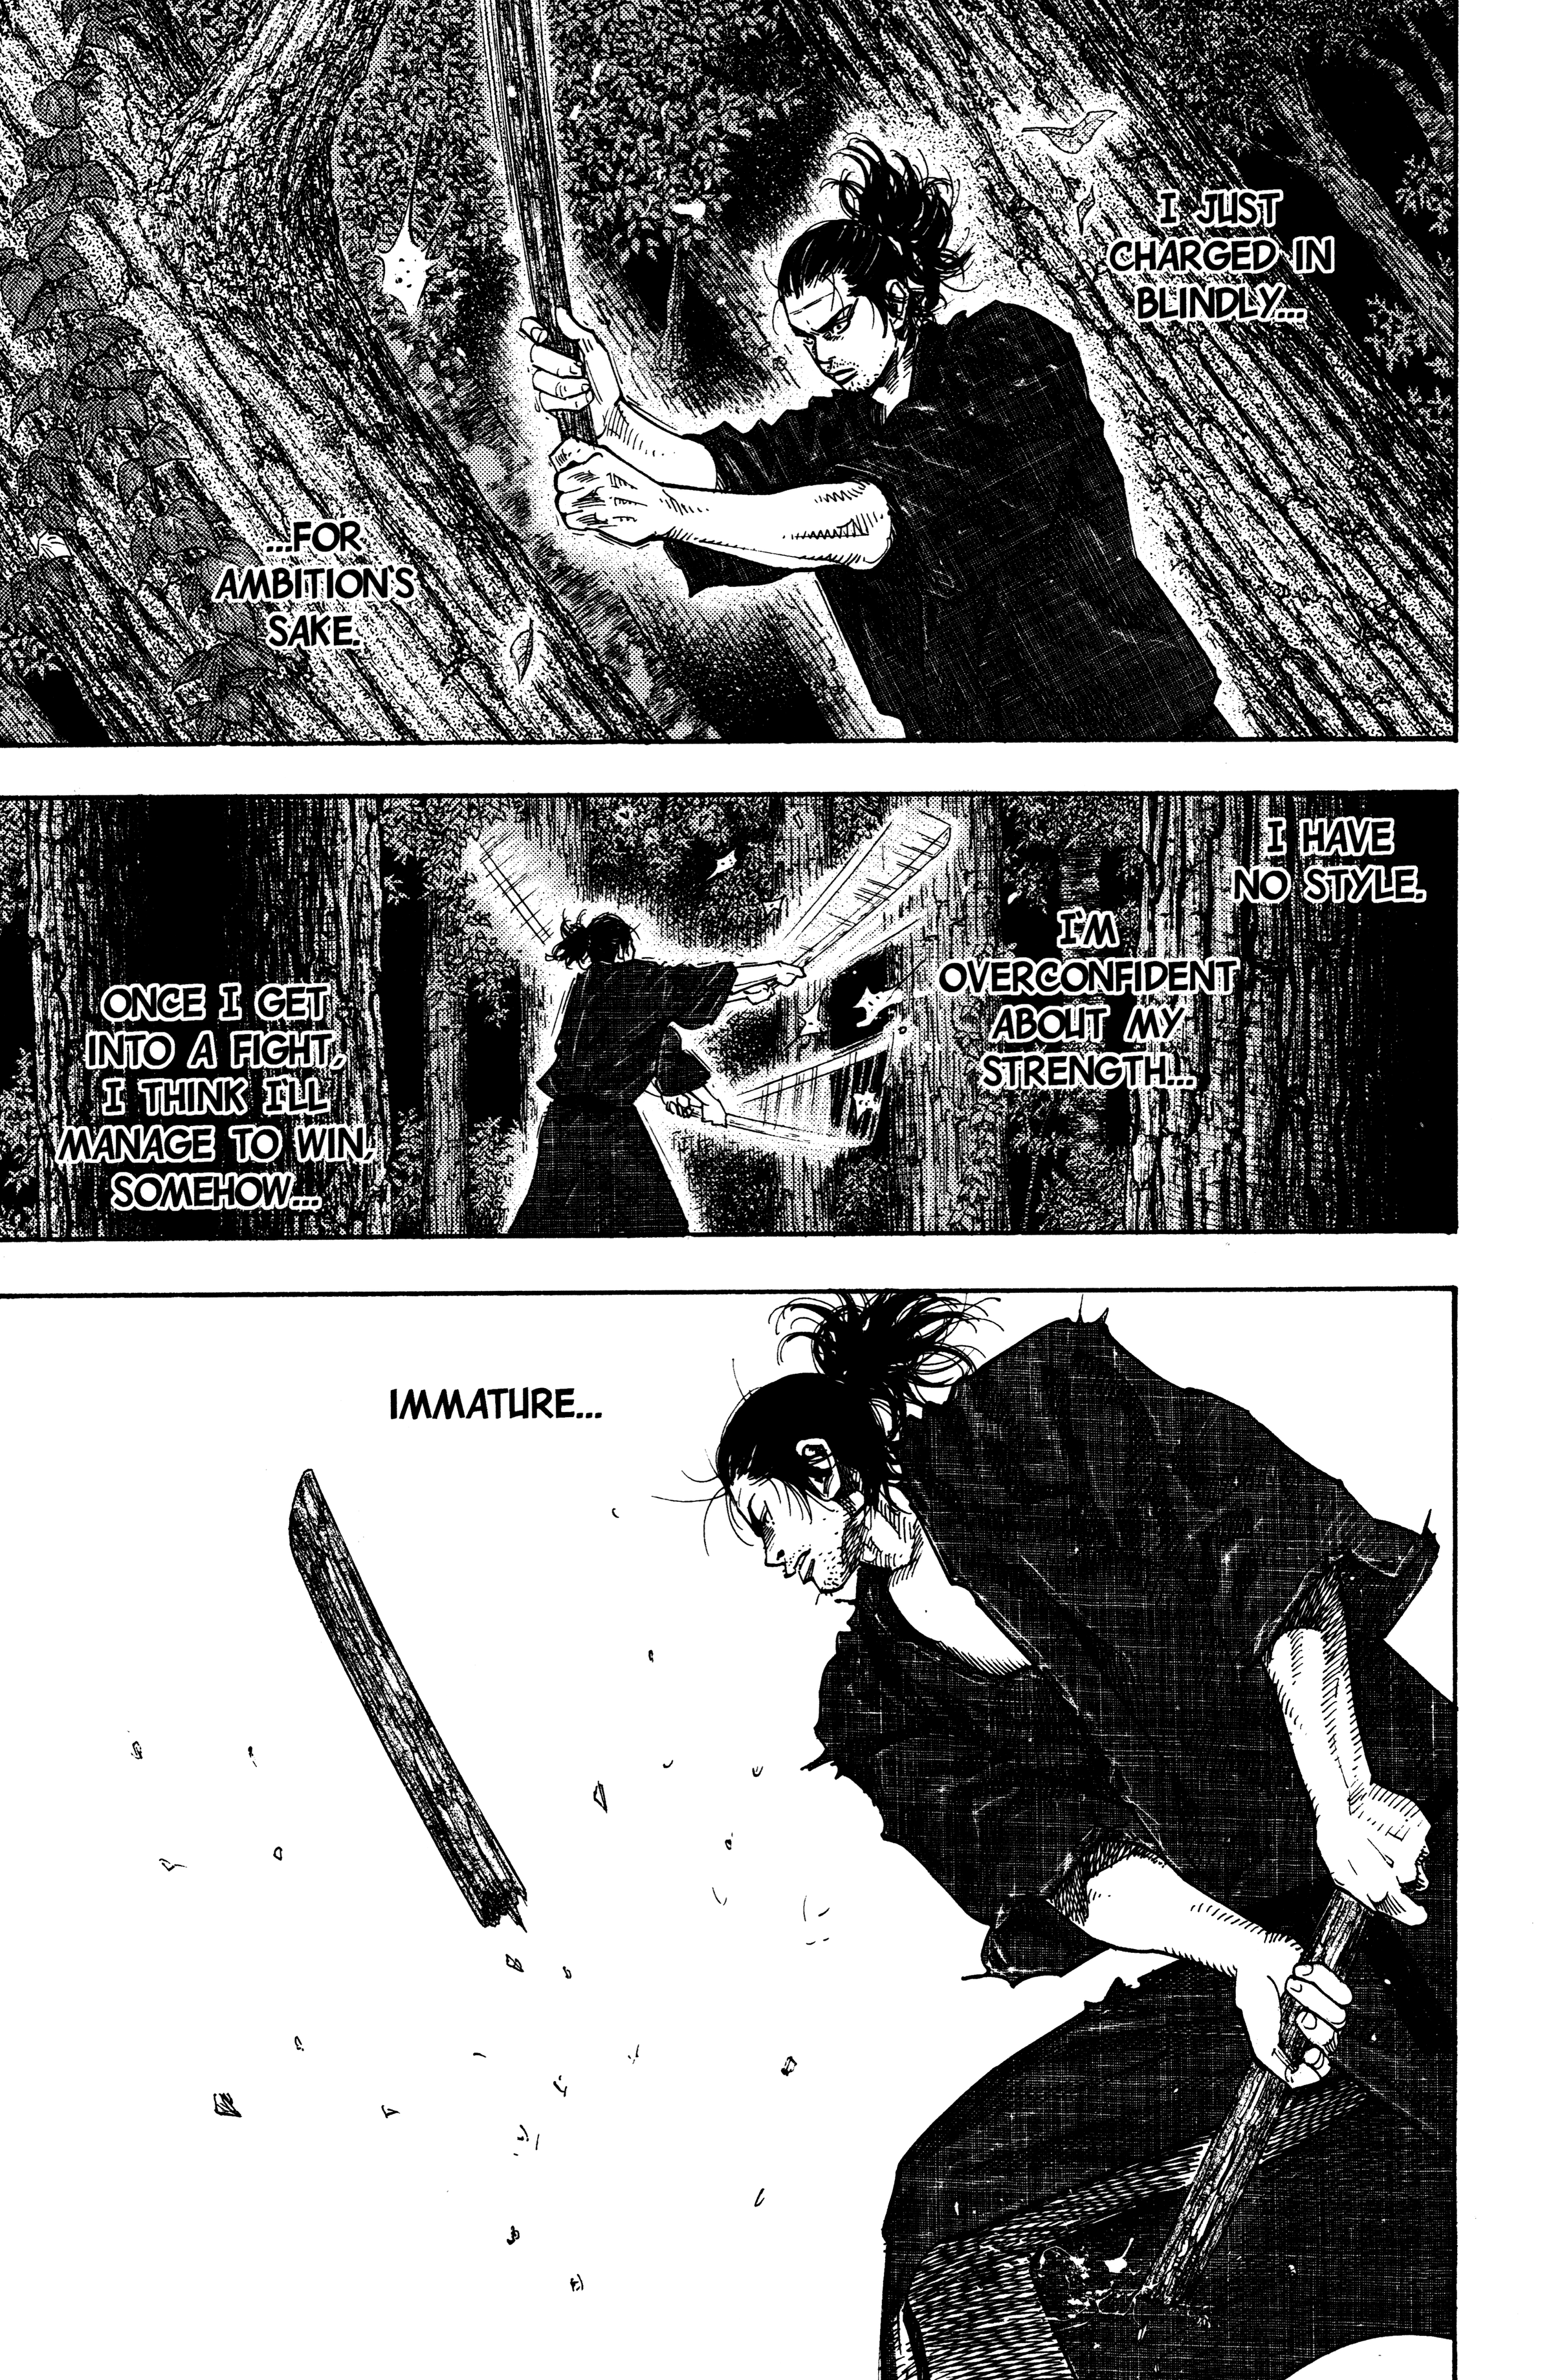 I JUST
CHARGED IN
BLINDLY...
...FOR
AMBITION'S
SAKE.
I HAVE
NO STYLE.
I'M
OVERCONFIDENT
ABOUT MY
STRENGTH...
ONCE I GET
INTO A FIGHT,
I THINK I'LL
MANAGE TO WIN,
SOMEHOW...
IMMATURE...